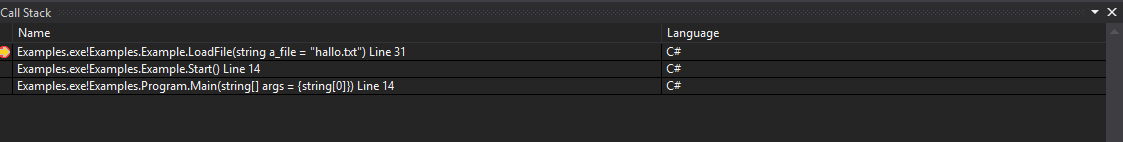 Call Stack
Name Language
Examples.exe!Examples.Example.LoadFile(string a_file = "hallo.txt") Line 31 C#
Examples.exe!Examples.Example.Start() Line 14 C#
Examples.exe!Examples.Program.Main(string[] args = {string[0]}) Line 14 C#